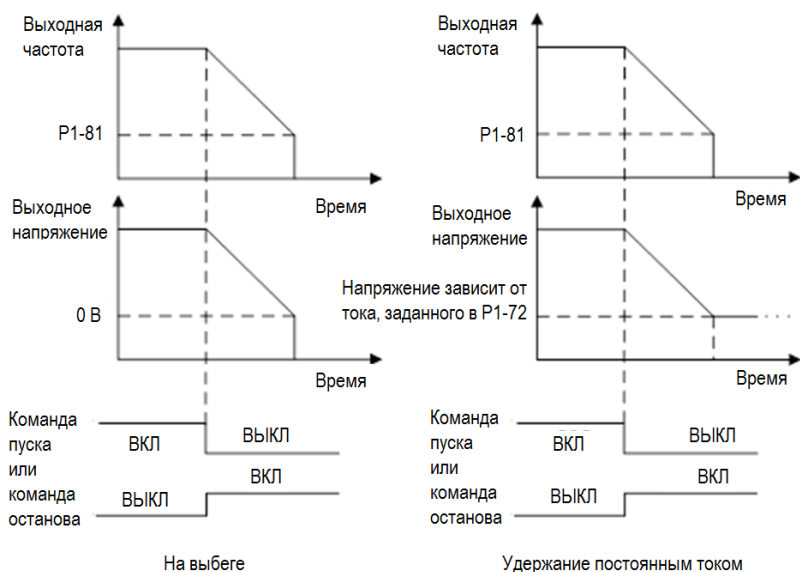 Выходная
частота
P1-81
Время
Выходное
напряжение
0 В
Время
Команда
пуска
или
команда
останова
ВКЛ
ВЫКЛ
ВКЛ
ВЫКЛ
На выбеге
Выходная
частота
P1-81
Время
Выходное
напряжение
Напряжение зависит от
тока, заданного в P1-72
Время
Команда
пуска
или
команда
останова
ВКЛ
ВЫКЛ
ВКЛ
ВЫКЛ
Удержание постоянным током